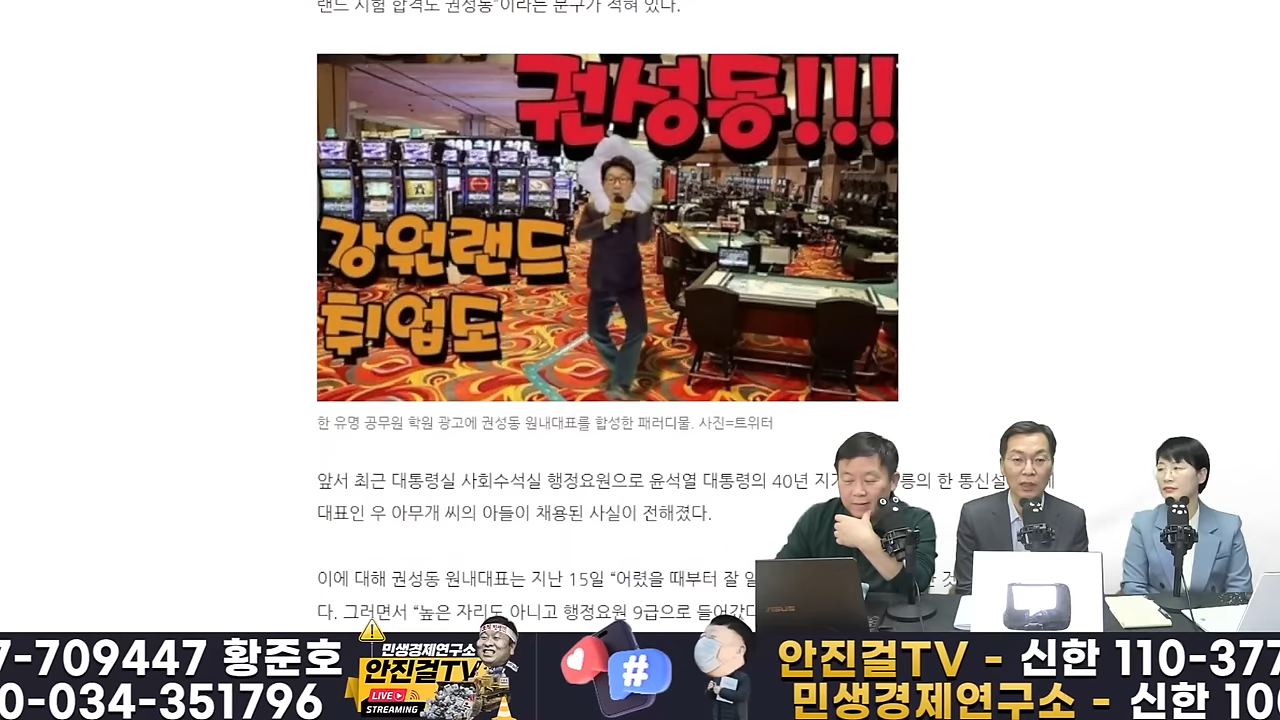 랜드 시험 합격도 권성동”이라는 문구가 적혀 있다.
권성동!!!
강원랜드
취업도
한 유명 공무원 학원 광고에 권성동 원내대표를 합성한 패러디물. 사진=트위터
앞서 최근 대통령실 사회수석실 행정요원으로 윤석열 대통령의 40년 지기 릉의 한 통신설
대표인 우 아무개 씨의 아들이 채용된 사실이 전해졌다.
이에 대해 권성동 원내대표는 지난 15일 “어렸을 때부터 잘
다. 그러면서 “높은 자리도 아니고 행정요원 9급으로 들어갔다
ASUS
7-709447 황준호
0-034-351796
민생경제연구소
안진걸TV
LIVE
STREAMING
#
안진걸TV - 신한 110-377
민생경제연구소 - 신한 10